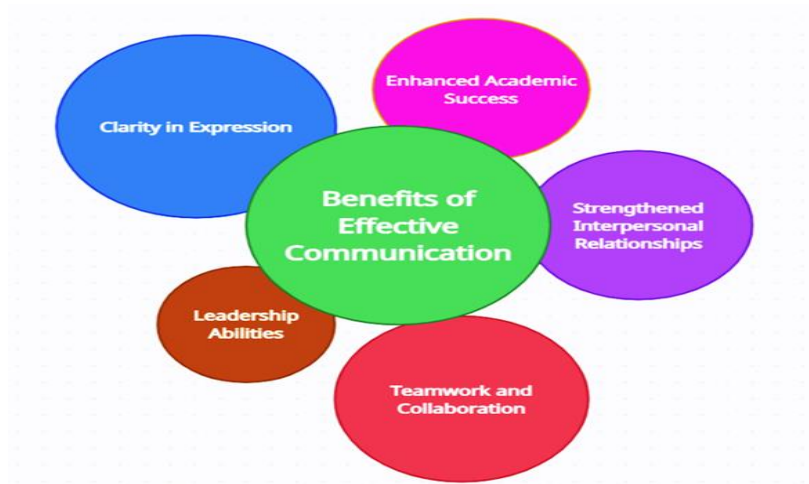 Clarity in Expression
Enhanced Academic
Success
Benefits of
Effective
Communication
Strengthened
Interpersonal
Relationships
Leadership
Abilities
Teamwork and
Collaboration